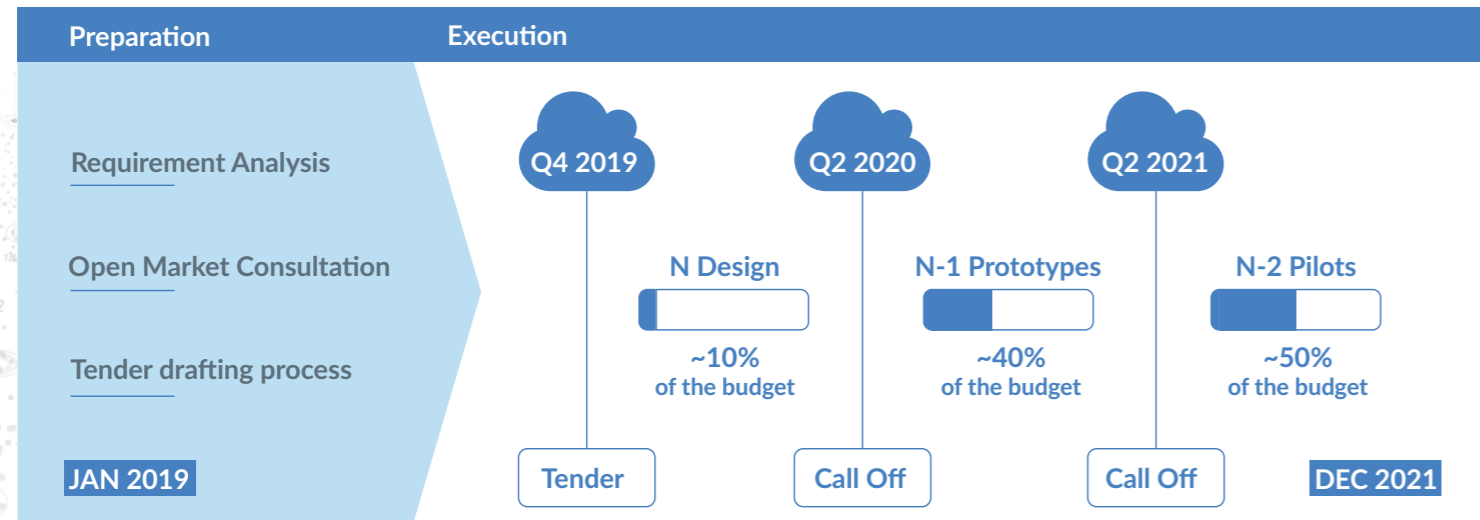 Preparation
Execution
Requirement Analysis
Open Market Consultation
Tender drafting process
JAN 2019
Q4 2019
Q2 2020
Q2 2021
N Design
~10%
of the budget
N-1 Prototypes
~40%
of the budget
N-2 Pilots
~50%
of the budget
Tender
Call Off
Call Off
DEC 2021